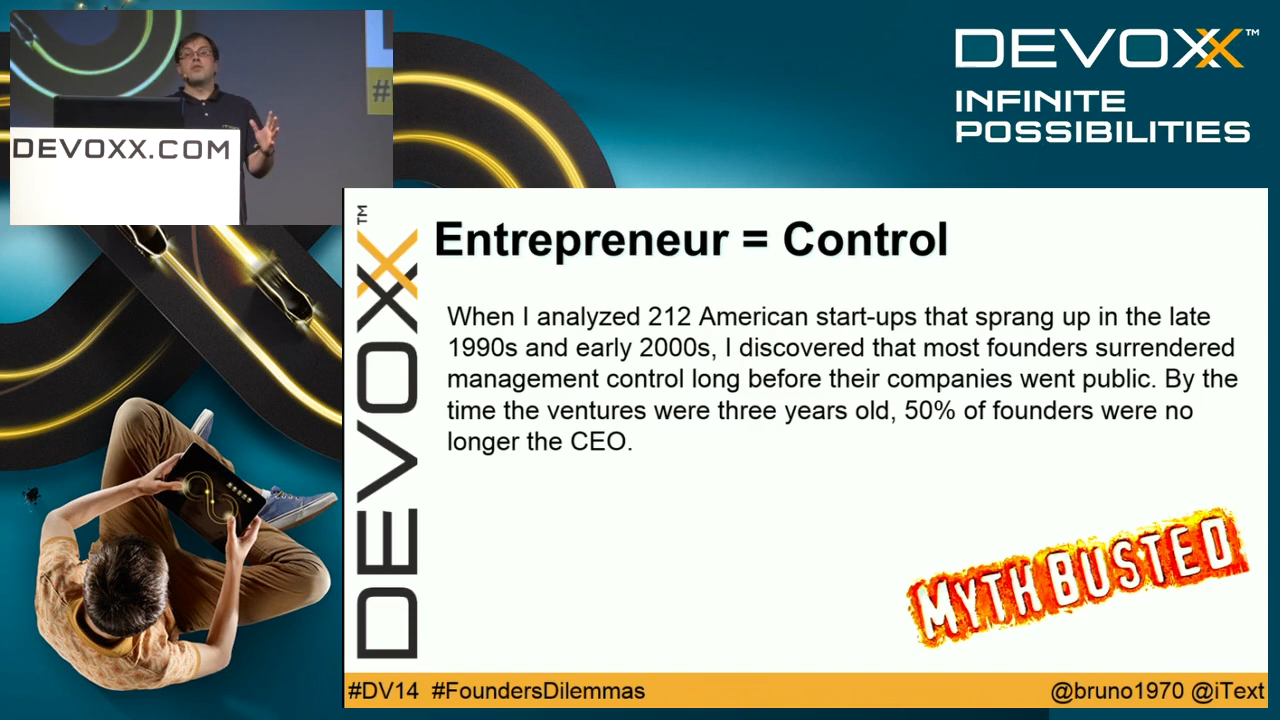 DEVOXX™
INFINITE
POSSIBILITIES
#
DEVOXX.COM
DEVOXX™
Entrepreneur = Control
When I analyzed 212 American start-ups that sprang up in the late
1990s and early 2000s, I discovered that most founders surrendered
management control long before their companies went public. By the
time the ventures were three years old, 50% of founders were no
longer the CEO.
MYTH BUSTED
#DV14 #FoundersDilemmas
@bruno1970 @iText